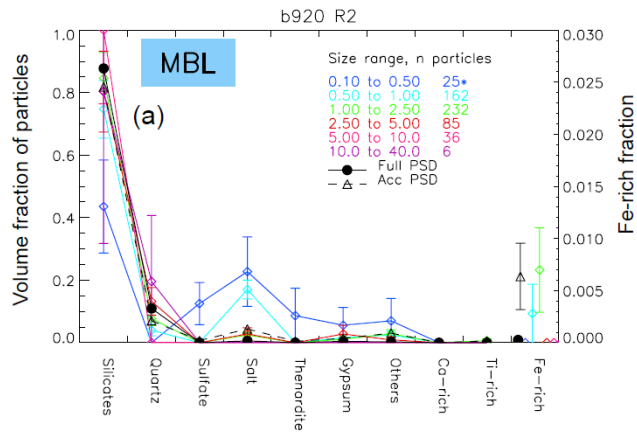 b920 R2
MBL
(a)
Size range, n particles
0.10 to 0.50 25*
0.50 to 1.00 162
1.00 to 2.50 232
2.50 to 5.00 85
5.00 to 10.0 36
10.0 to 40.0 6
Full PSD
Acc PSD
Volume fraction of particles
1.0
0.8
0.6
0.4
0.2
0.0
Fe-rich fraction
0.030
0.025
0.020
0.015
0.010
0.005
0.000
Silicates
Quartz
Sulfate
Salt
Thenardite
Gypsum
Others
Ca-rich
Ti-rich
Fe-rich